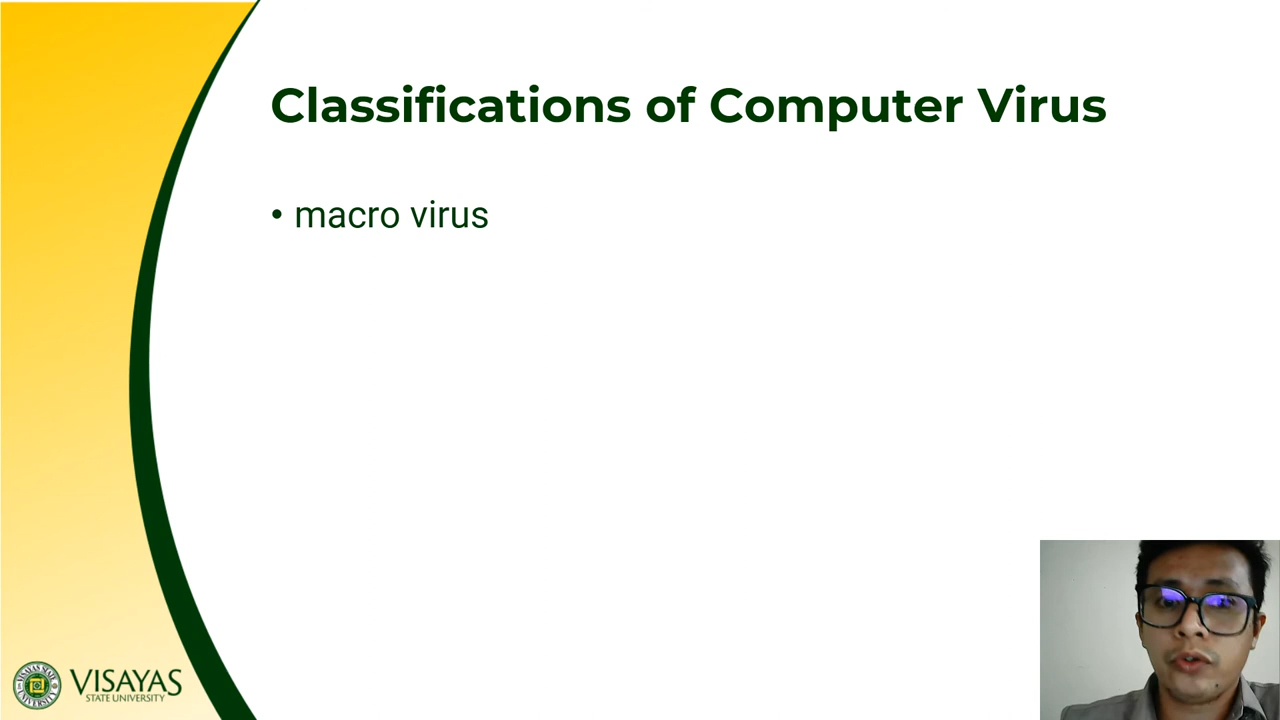 Classifications of Computer Virus
• macro virus
VISAYAS
STATE UNIVERSITY